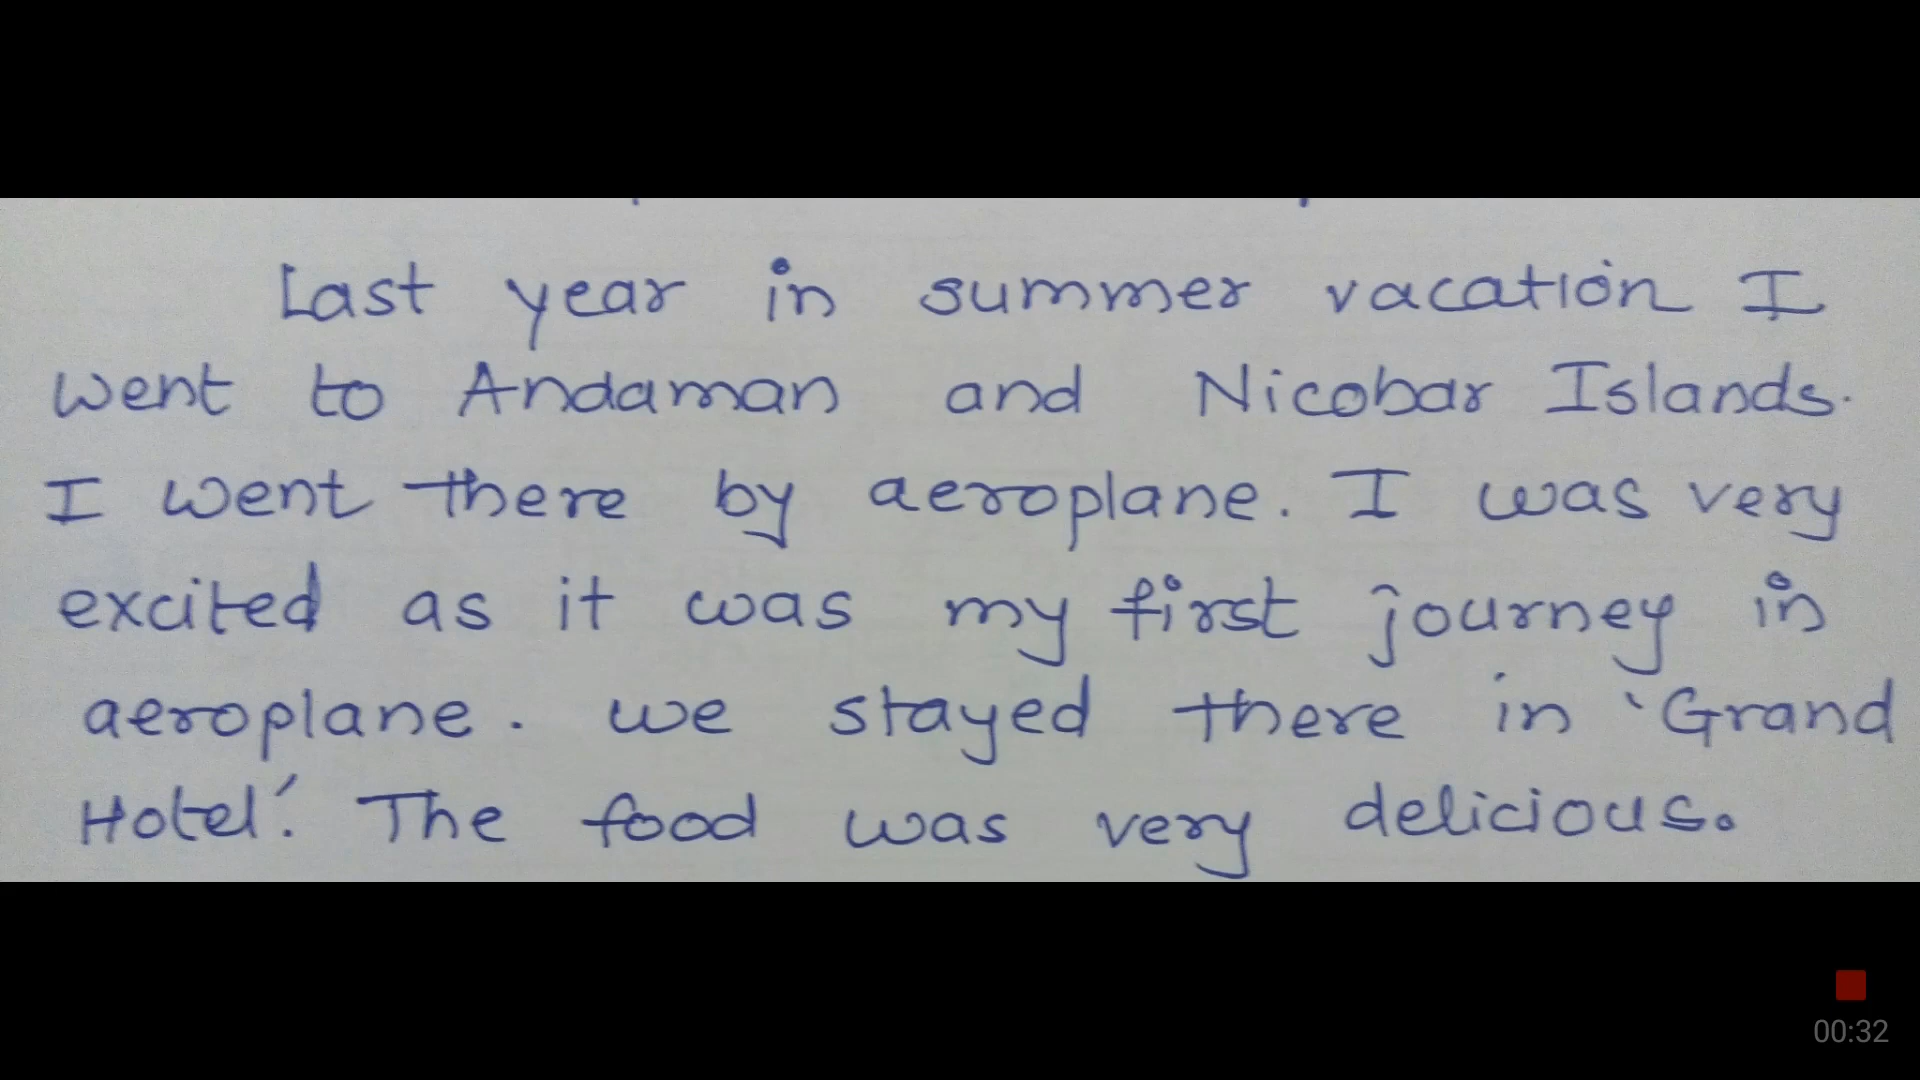 Last year in summer vacation I
went to Andaman and Nicobar Islands.
I went there by aeroplane. I was very
excited as it was my first journey in
aeroplane. we stayed there in 'Grand
Hotel'. The food was very delicious.
00:32